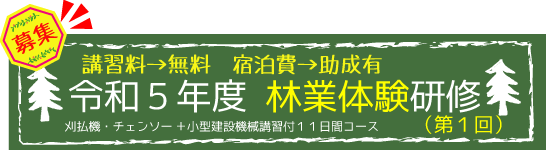 募集
講習料→無料　宿泊費→助成有
令和５年度 林業体験研修
刈払機・チェンソー＋小型建設機械講習付１１日間コース
（第１回）